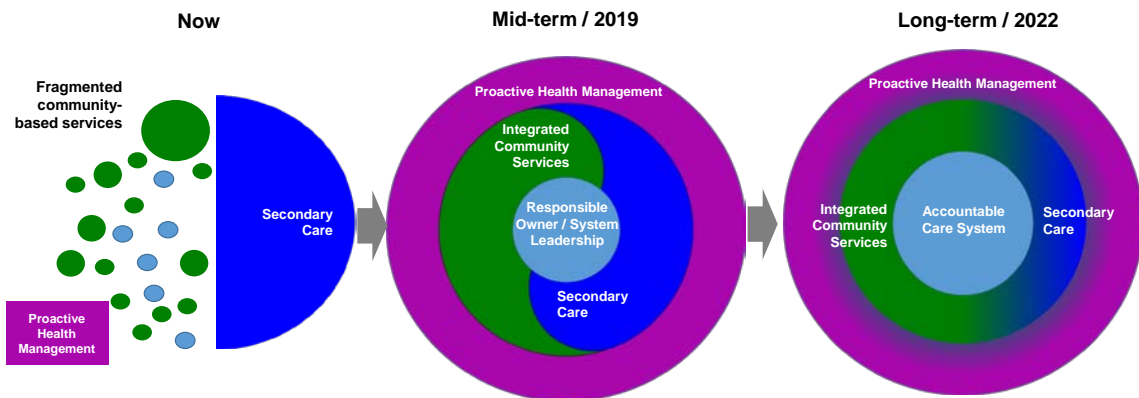 Now
Fragmented
community-
based services
Secondary
Care
Proactive
Health
Management
Mid-term / 2019
Proactive Health Management
Integrated
Community
Services
Responsible
Owner / System
Leadership
Secondary
Care
Long-term / 2022
Proactive Health Management
Integrated
Community
Services
Accountable
Care System
Secondary
Care